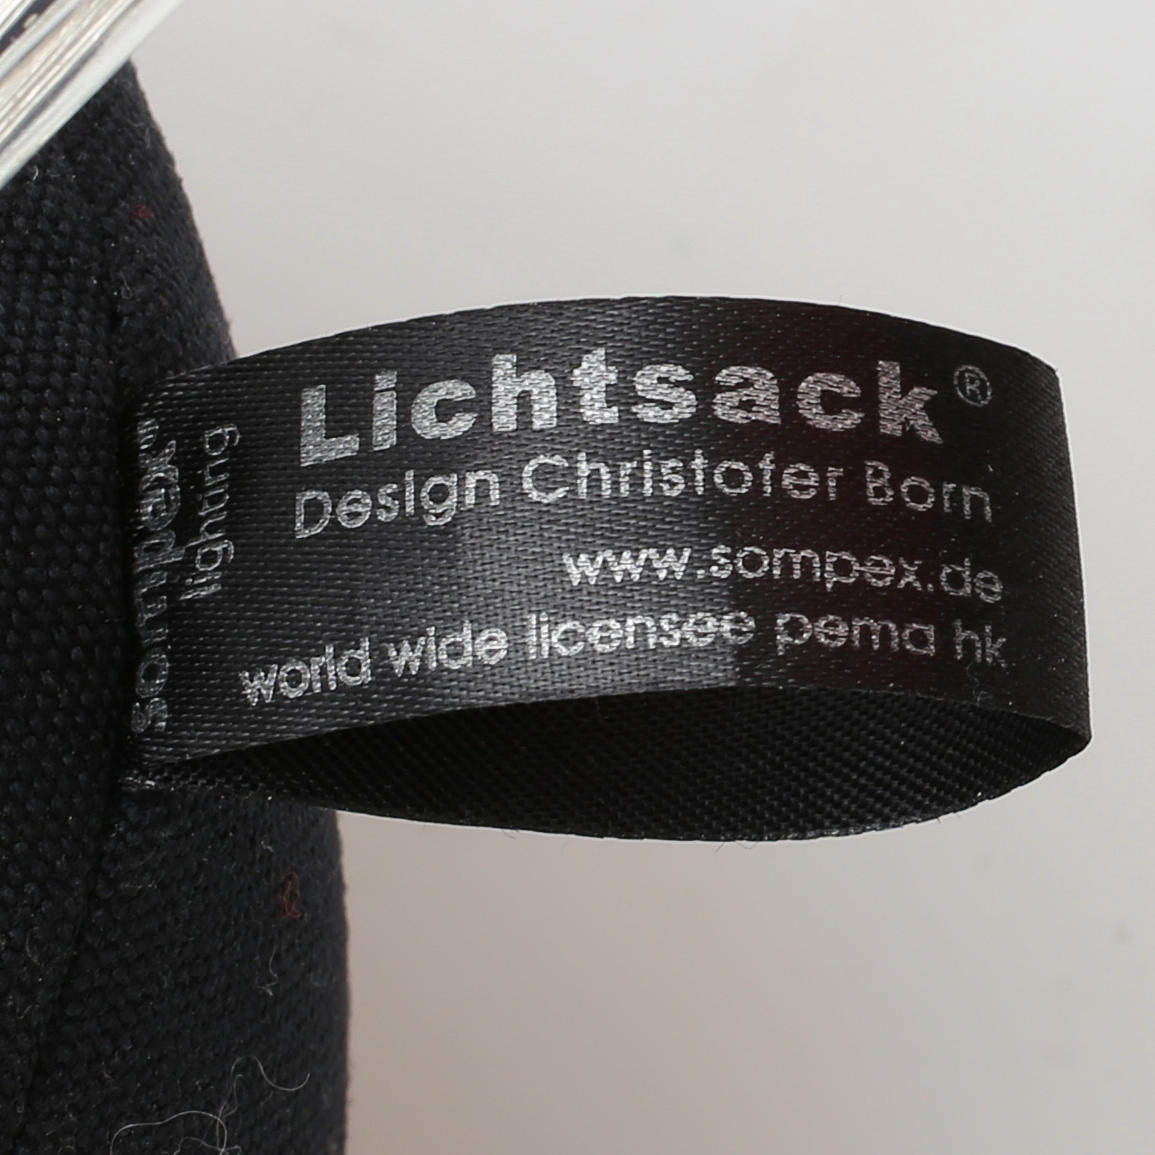 Lichtsack®
Design Christofer Born
www.sompex.de
world wide licensee pema hk
sompex
lighting